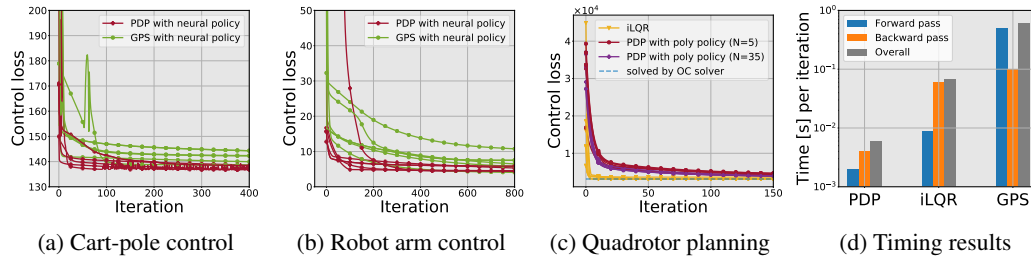 200
190
180
170
160
150
140
130
Control loss
PDP with neural policy
GPS with neural policy
0 100 200 300 400
Iteration
(a) Cart-pole control
50
40
30
20
10
0
Control loss
PDP with neural policy
GPS with neural policy
0 200 400 600 800
Iteration
(b) Robot arm control
×10⁴
4
3
2
1
0
Control loss
iLQR
PDP with poly policy (N=5)
PDP with poly policy (N=35)
solved by OC solver
0 50 100 150
Iteration
(c) Quadrotor planning
10⁻¹
10⁻²
10⁻³
Time [s] per iteration
Forward pass
Backward pass
Overall
PDP iLQR GPS
(d) Timing results